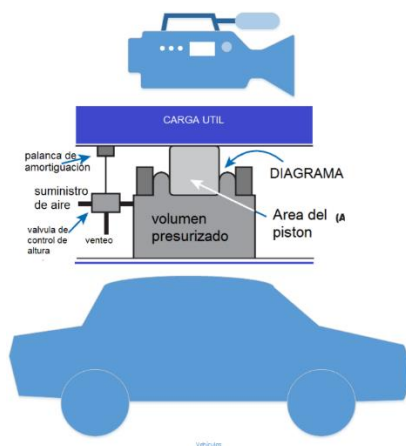 CARGA UTIL
palanca de
amortiguación
DIAGRAMA
suministro
de aire
valvula de
control de
altura
venteo
volumen
presurizado
Area del (A
piston
Vehículo